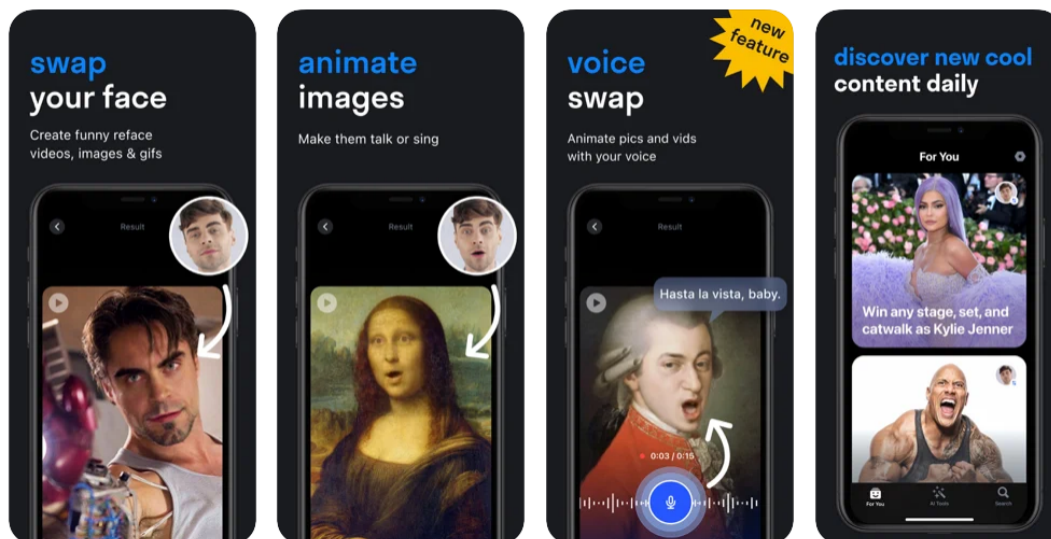 swap
your face
Create funny reface
videos, images & gifs
Result
animate
images
Make them talk or sing
Result
new
feature
voice
swap
Animate pics and vids
with your voice
Result
Hasta la vista, baby.
0:03 / 0:15
discover new cool
content daily
For You
Win any stage, set, and
catwalk as Kylie Jenner
For You
AI Tools
Search